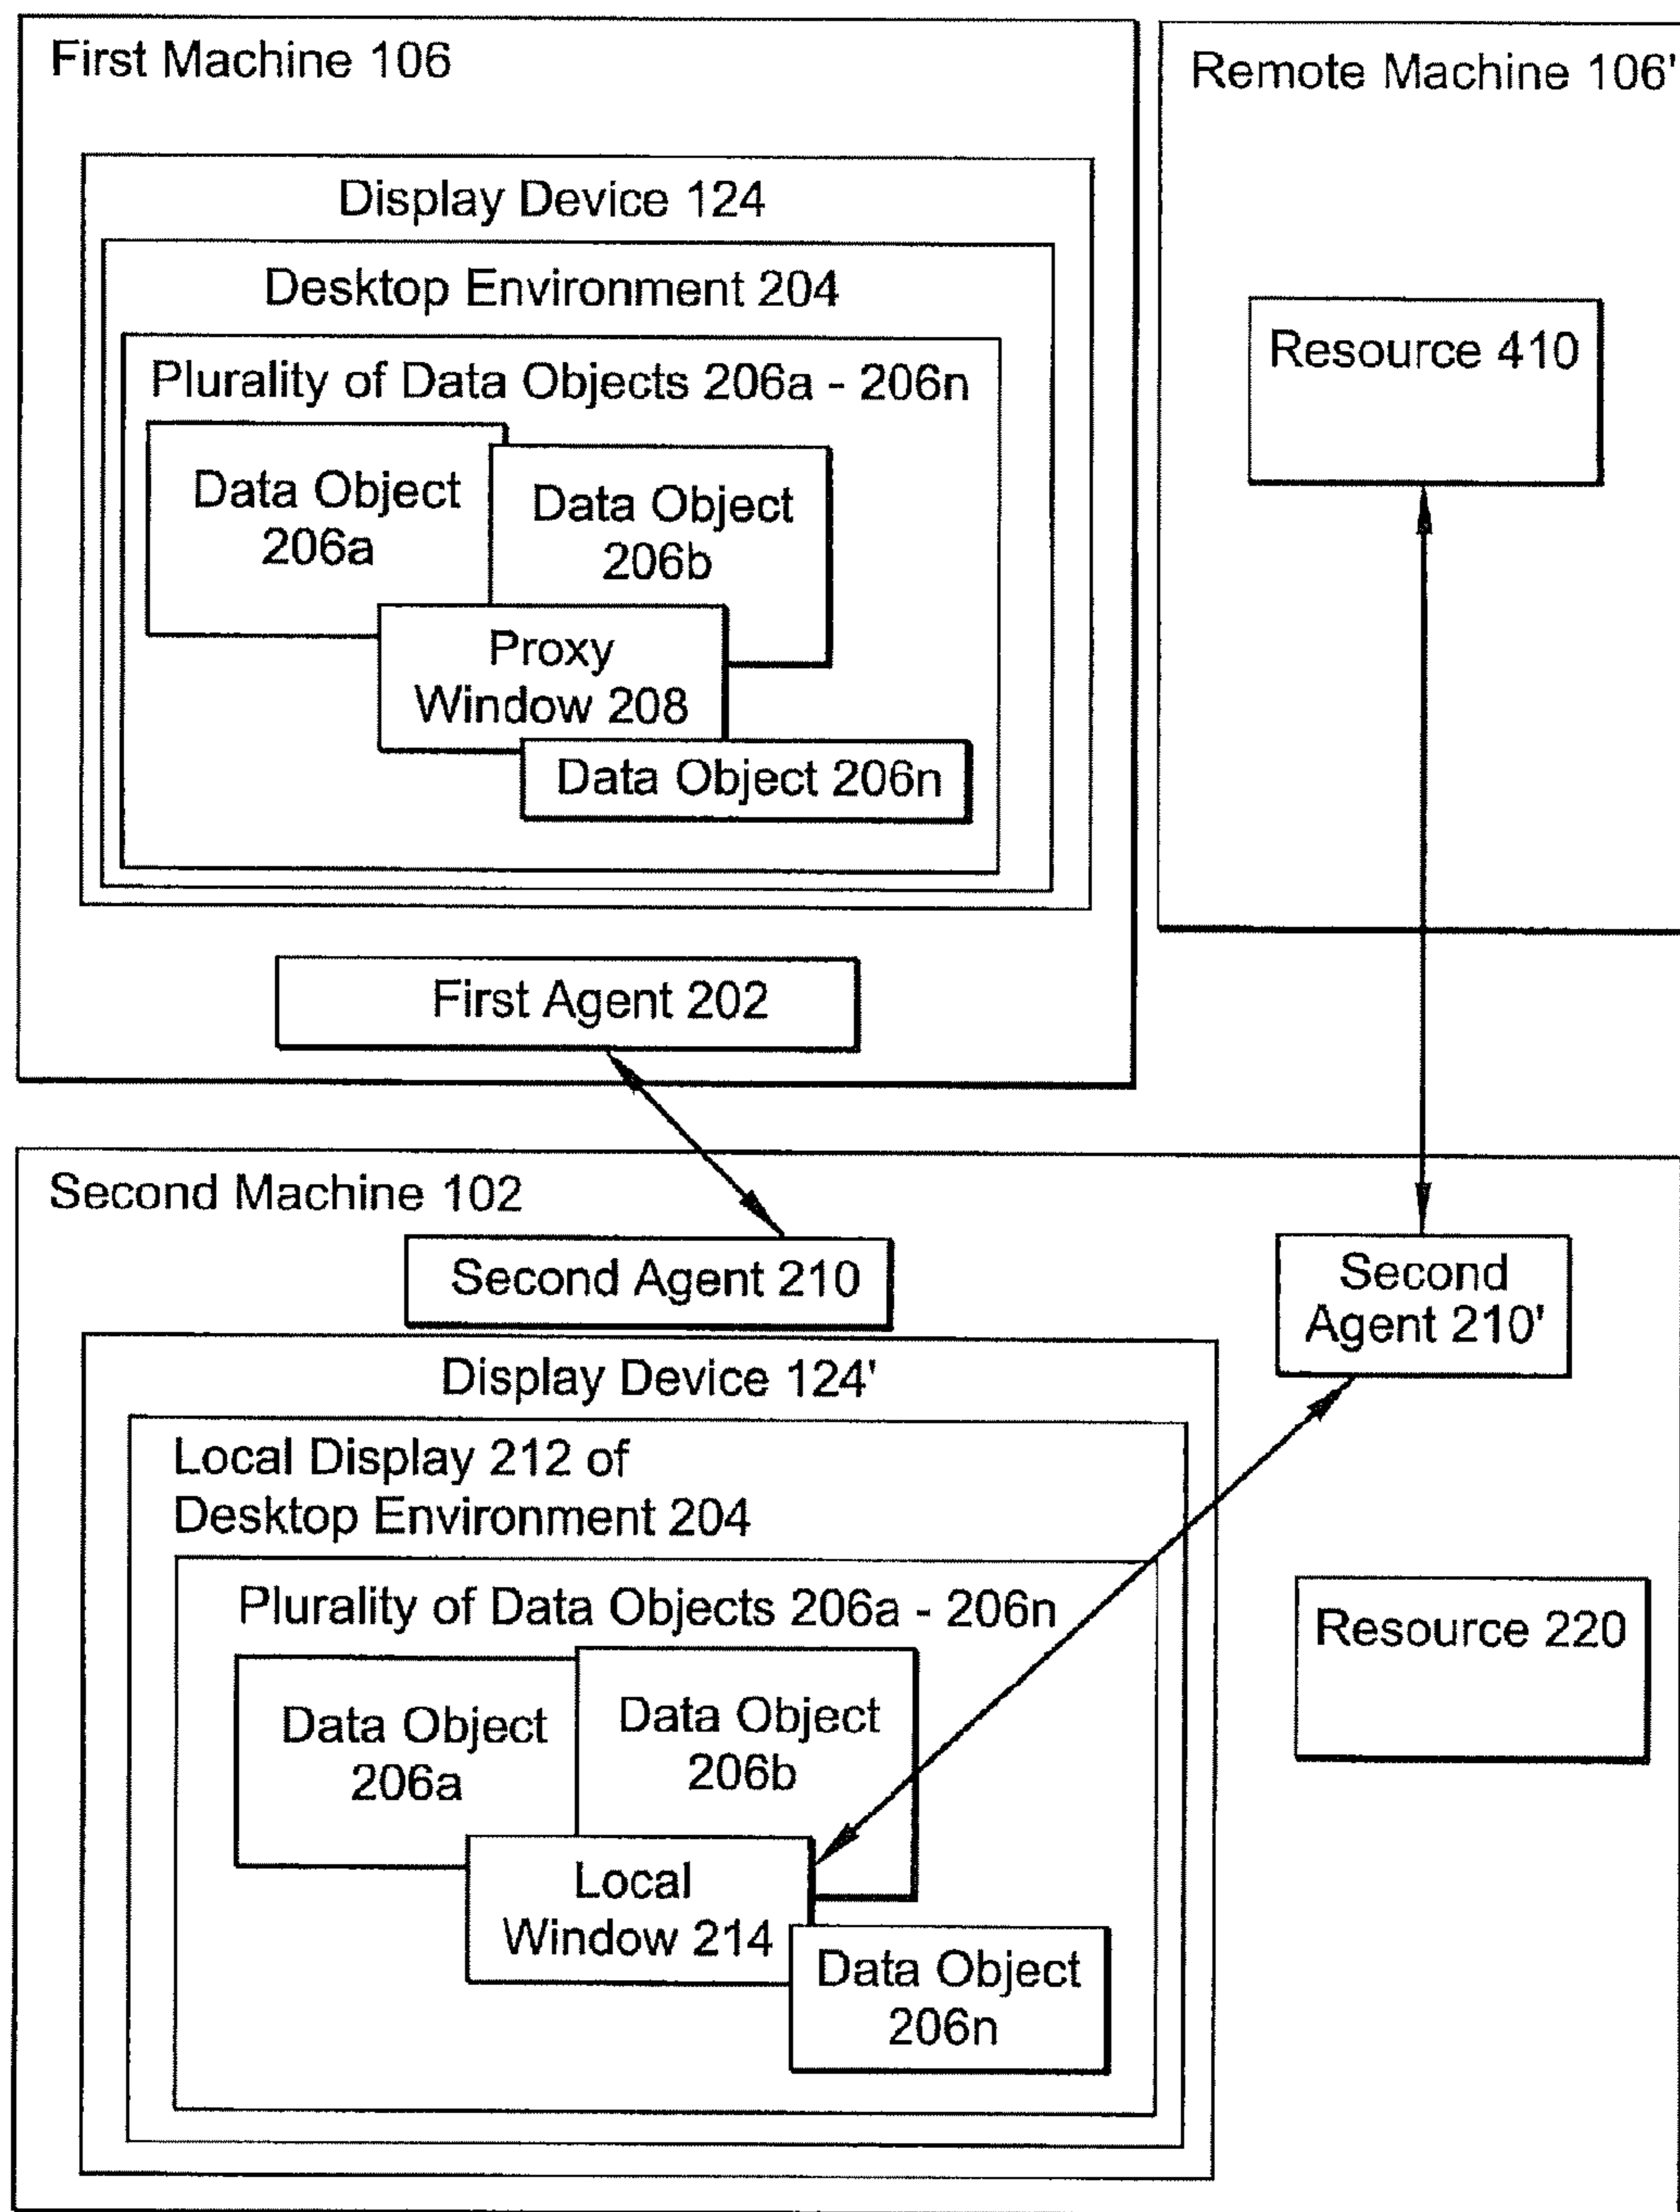 First Machine 106
Display Device 124
Desktop Environment 204
Plurality of Data Objects 206a - 206n
Data Object
206a
Data Object
206b
Proxy
Window 208
Data Object 206n
First Agent 202
Remote Machine 106'
Resource 410
Second Machine 102
Second Agent 210
Second
Agent 210'
Display Device 124'
Local Display 212 of
Desktop Environment 204
Plurality of Data Objects 206a - 206n
Data Object
206a
Data Object
206b
Local
Window 214
Data Object
206n
Resource 220